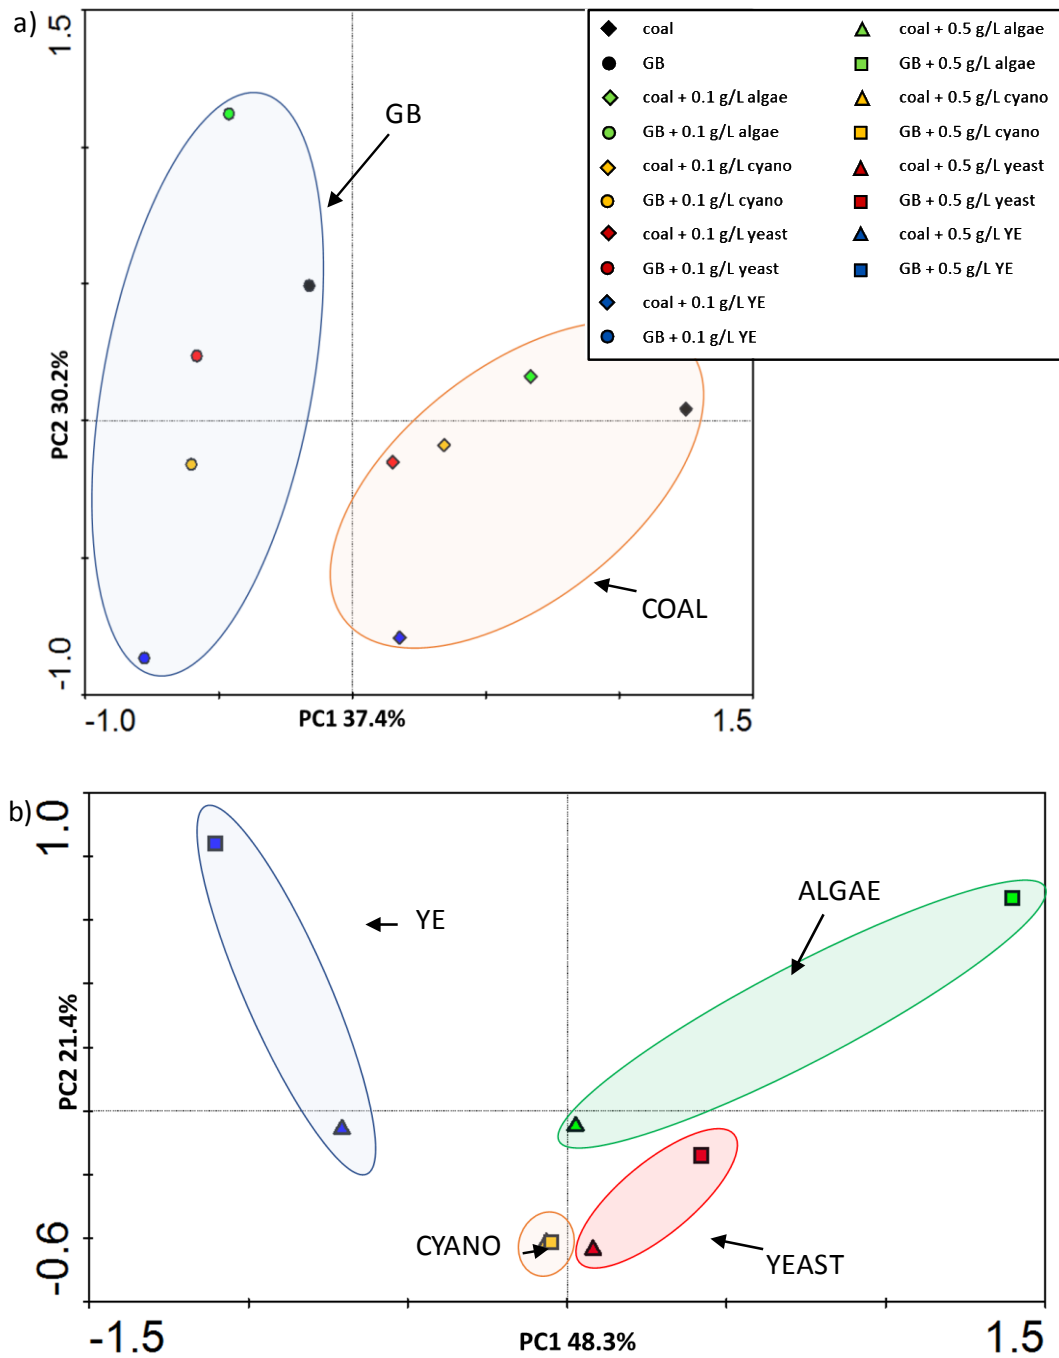 a)
1.5
PC2 30.2%
-1.0
-1.0
PC1 37.4%
1.5
GB
COAL
coal
GB
coal + 0.1 g/L algae
GB + 0.1 g/L algae
coal + 0.1 g/L cyano
GB + 0.1 g/L cyano
coal + 0.1 g/L yeast
GB + 0.1 g/L yeast
coal + 0.1 g/L YE
GB + 0.1 g/L YE
coal + 0.5 g/L algae
GB + 0.5 g/L algae
coal + 0.5 g/L cyano
GB + 0.5 g/L cyano
coal + 0.5 g/L yeast
GB + 0.5 g/L yeast
coal + 0.5 g/L YE
GB + 0.5 g/L YE
b)
1.0
PC2 21.4%
-0.6
-1.5
PC1 48.3%
1.5
YE
ALGAE
CYANO
YEAST